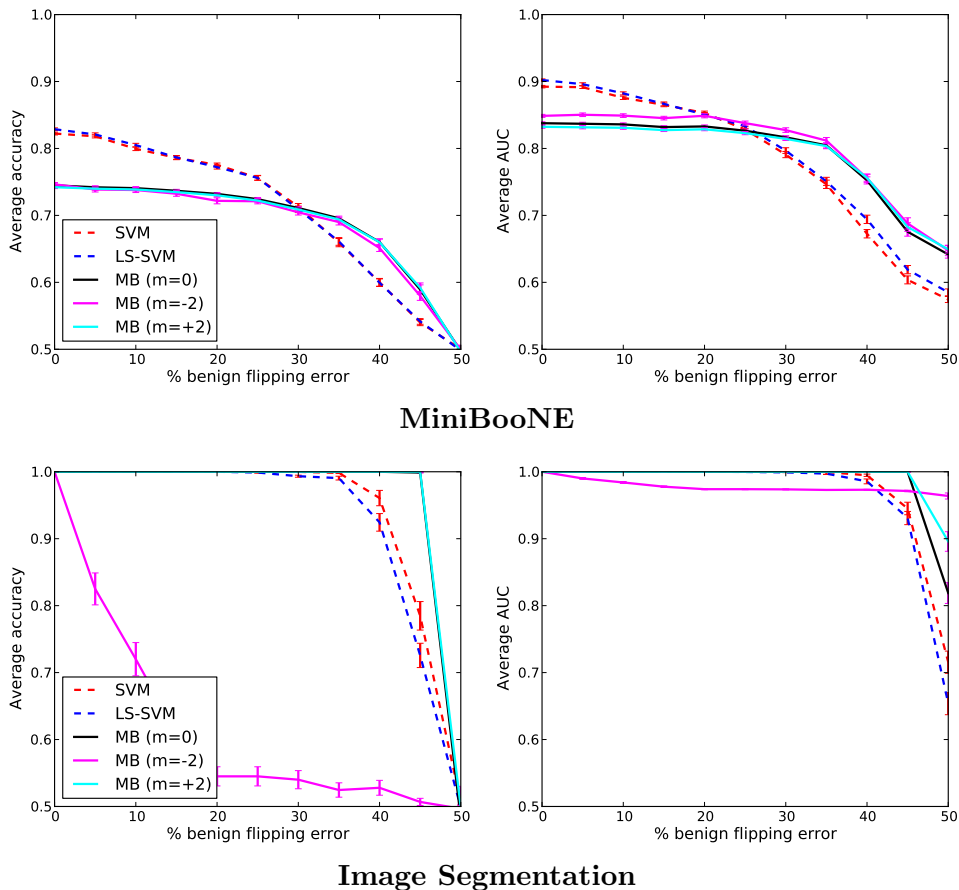 1.0
0.9
0.8
0.7
0.6
0.5
Average accuracy
SVM
LS-SVM
MB (m=0)
MB (m=-2)
MB (m=+2)
0 10 20 30 40 50
% benign flipping error
1.0
0.9
0.8
0.7
0.6
0.5
Average AUC
0 10 20 30 40 50
% benign flipping error
MiniBooNE
1.0
0.9
0.8
0.7
0.6
0.5
Average accuracy
SVM
LS-SVM
MB (m=0)
MB (m=-2)
MB (m=+2)
0 10 20 30 40 50
% benign flipping error
1.0
0.9
0.8
0.7
0.6
0.5
Average AUC
0 10 20 30 40 50
% benign flipping error
Image Segmentation